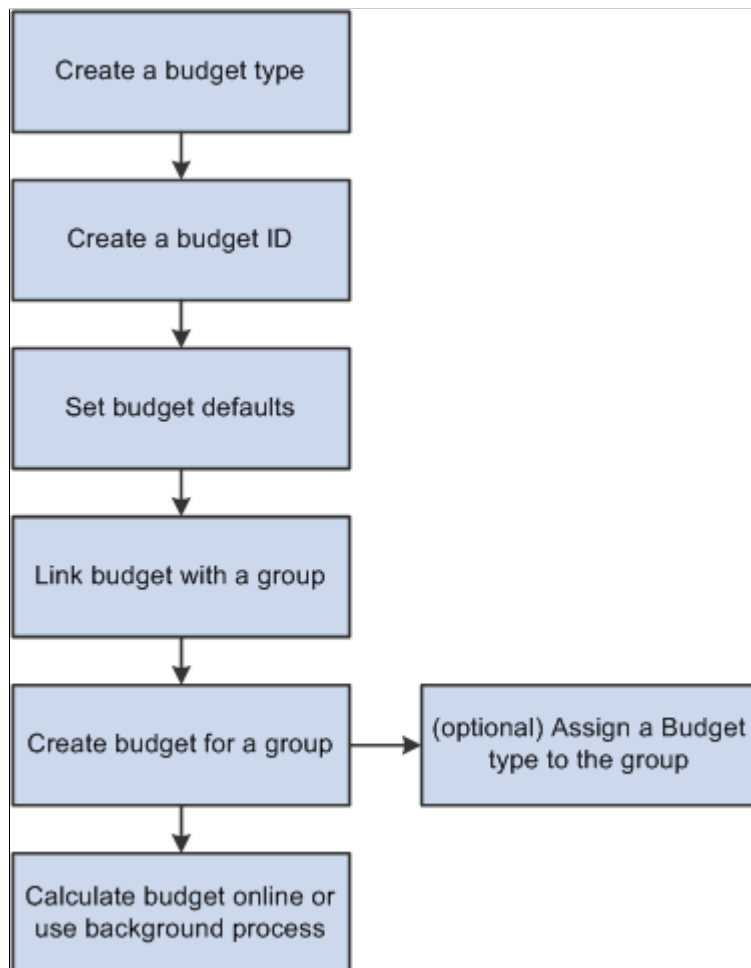 Create a budget type
Create a budget ID
Set budget defaults
Link budget with a group
Create budget for a group
(optional) Assign a Budget
type to the group
Calculate budget online or
use background process